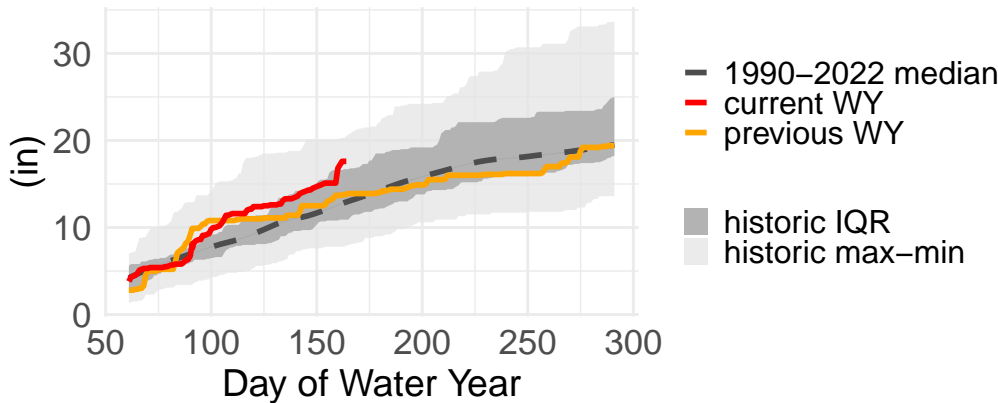 30
20
10
0
(in)
50 100 150 200 250 300
Day of Water Year
1990−2022 median
current WY
previous WY
historic IQR
historic max−min